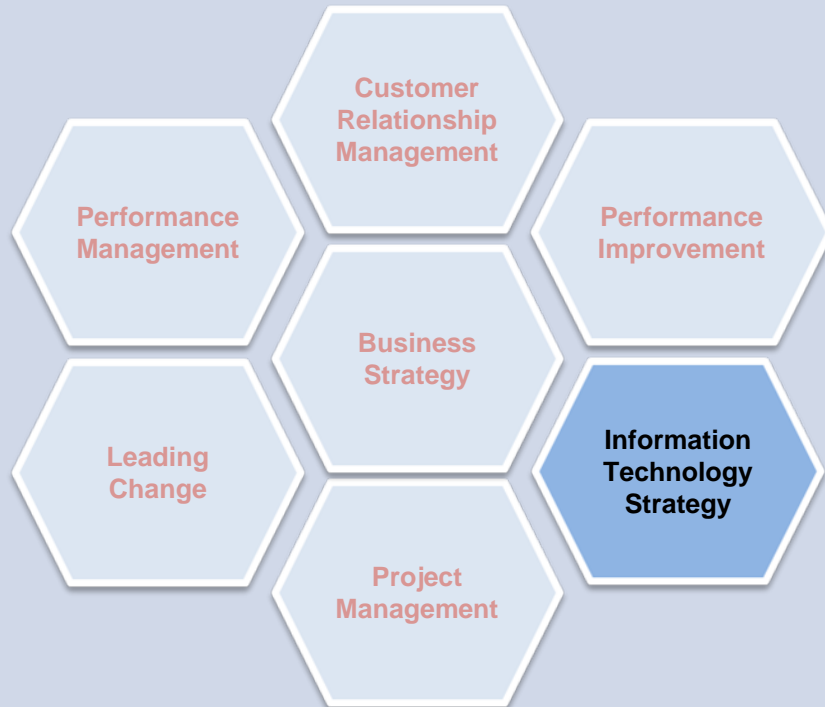 Customer
Relationship
Management
Performance
Management
Performance
Improvement
Business
Strategy
Leading
Change
Information
Technology
Strategy
Project
Management